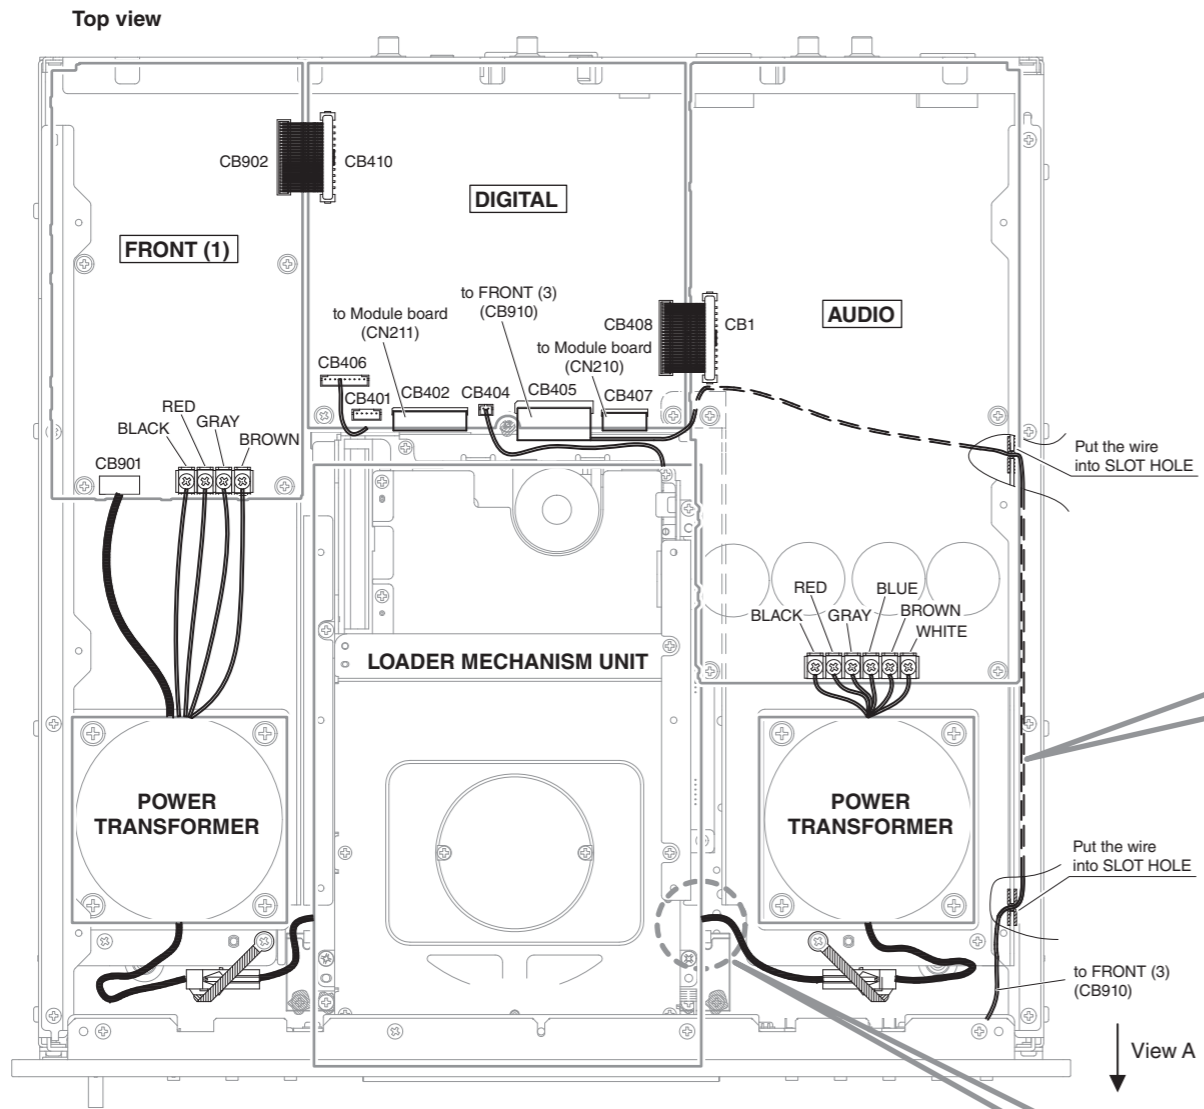 Top view
CB902
CB410
DIGITAL
FRONT (1)
to FRONT (3)
(CB910)
to Module board
(CN211)
CB408
CB1
AUDIO
to Module board
(CN210)
CB406
CB401
CB402
CB404
CB405
CB407
RED
GRAY
BLACK
BROWN
CB901
Put the wire
into SLOT HOLE
RED
BLUE
BLACK
GRAY
BROWN
WHITE
LOADER MECHANISM UNIT
POWER
TRANSFORMER
POWER
TRANSFORMER
Put the wire
into SLOT HOLE
to FRONT (3)
(CB910)
View A